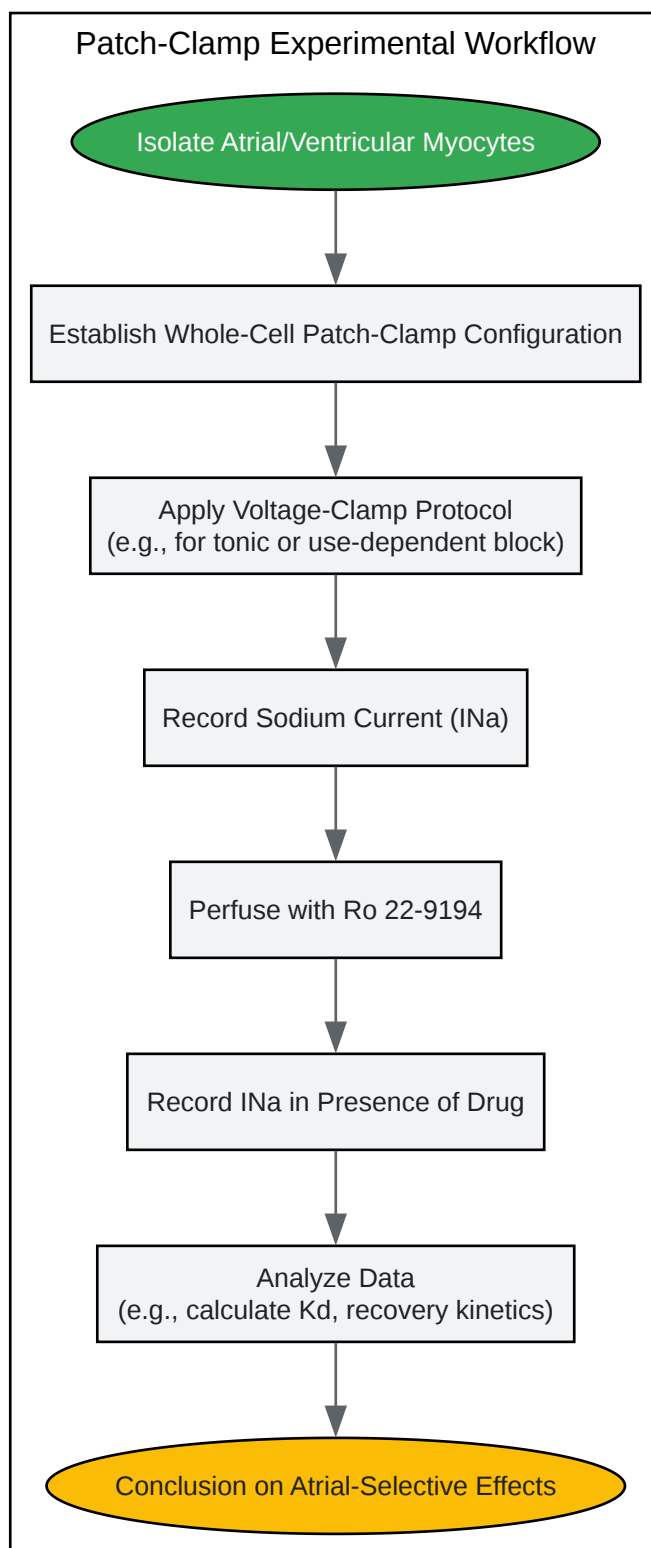 Patch-Clamp Experimental Workflow
Isolate Atrial/Ventricular Myocytes
Establish Whole-Cell Patch-Clamp Configuration
Apply Voltage-Clamp Protocol
(e.g., for tonic or use-dependent block)
Record Sodium Current (INa)
Perfuse with Ro 22-9194
Record INa in Presence of Drug
Analyze Data
(e.g., calculate Kd, recovery kinetics)
Conclusion on Atrial-Selective Effects